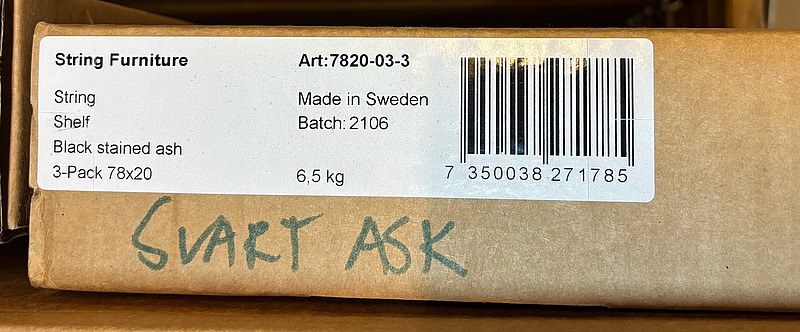 String Furniture
Art:7820-03-3
String
Made in Sweden
Shelf
Batch: 2106
Black stained ash
3-Pack 78x20
6,5 kg
7 350038 271785
SVART ASK